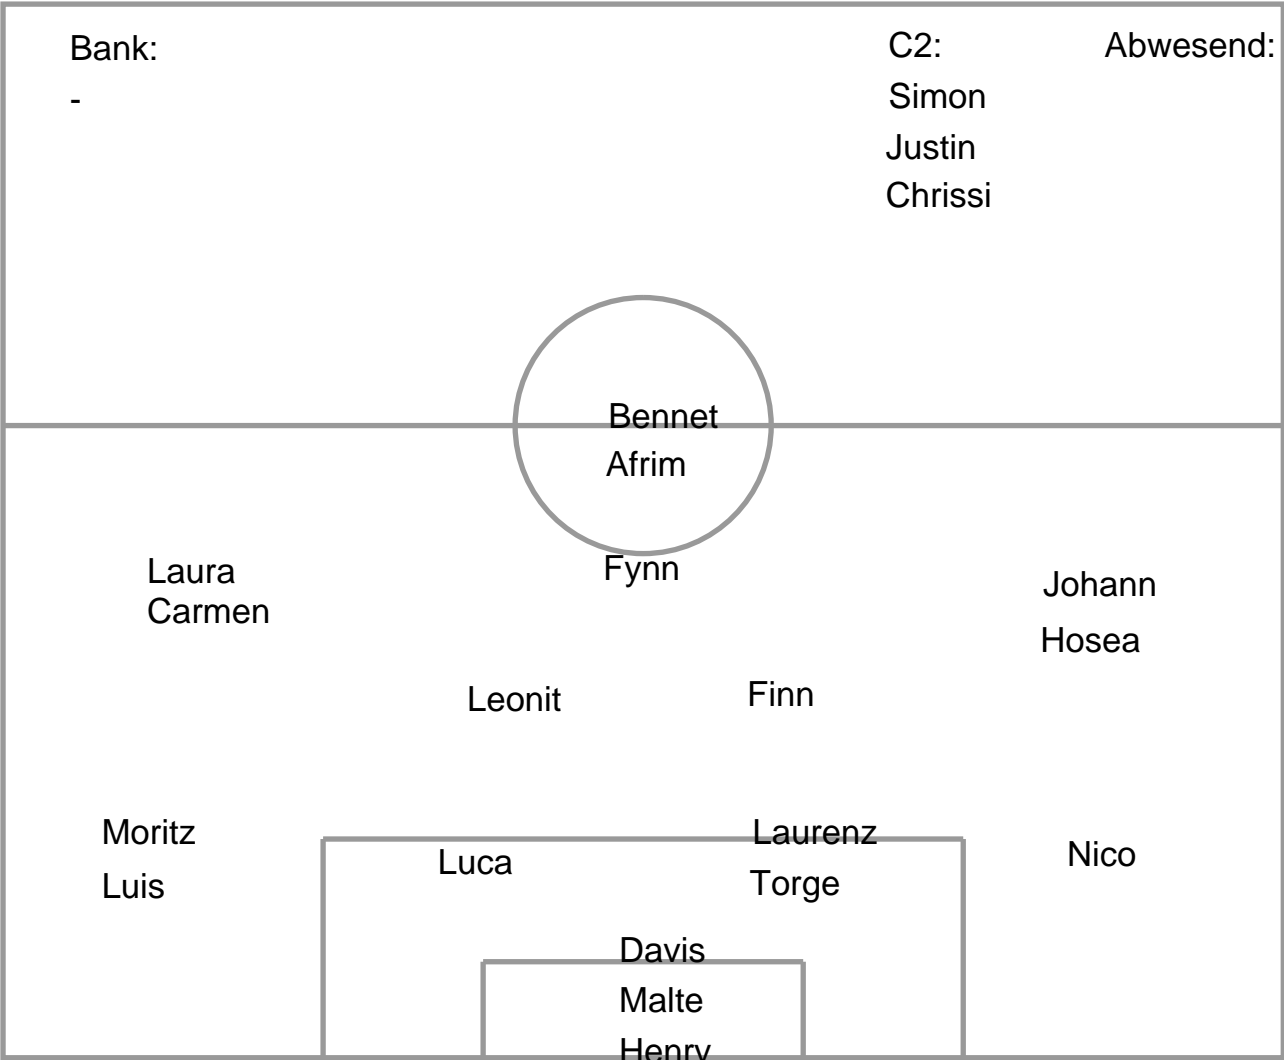 Bank:
-
C2:
Simon
Justin
Chrissi
Abwesend:
Bennet
Afrim
Fynn
Laura
Carmen
Johann
Hosea
Leonit
Finn
Moritz
Luis
Luca
Laurenz
Torge
Nico
Davis
Malte
Henry